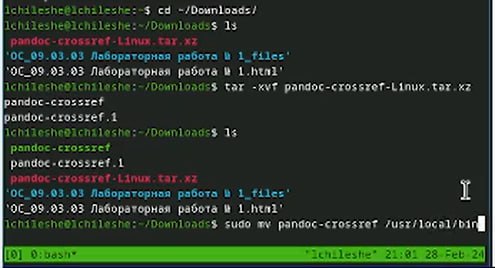 lchileshe@lchileshe:~$ cd ~/Downloads/
lchileshe@lchileshe:~/Downloads$ ls
pandoc-crossref-Linux.tar.xz
'ОС_09.03.03 Лабораторная работа № 1_files'
'ОС_09.03.03 Лабораторная работа № 1.html'
lchileshe@lchileshe:~/Downloads$ tar -xvf pandoc-crossref-Linux.tar.xz
pandoc-crossref
pandoc-crossref.1
lchileshe@lchileshe:~/Downloads$ ls
pandoc-crossref
pandoc-crossref.1
pandoc-crossref-Linux.tar.xz
'ОС_09.03.03 Лабораторная работа № 1_files'
'ОС_09.03.03 Лабораторная работа № 1.html'
lchileshe@lchileshe:~/Downloads$ sudo mv pandoc-crossref /usr/local/bin
[0] 0:bash* "lchileshe" 21:01 28-Feb-24